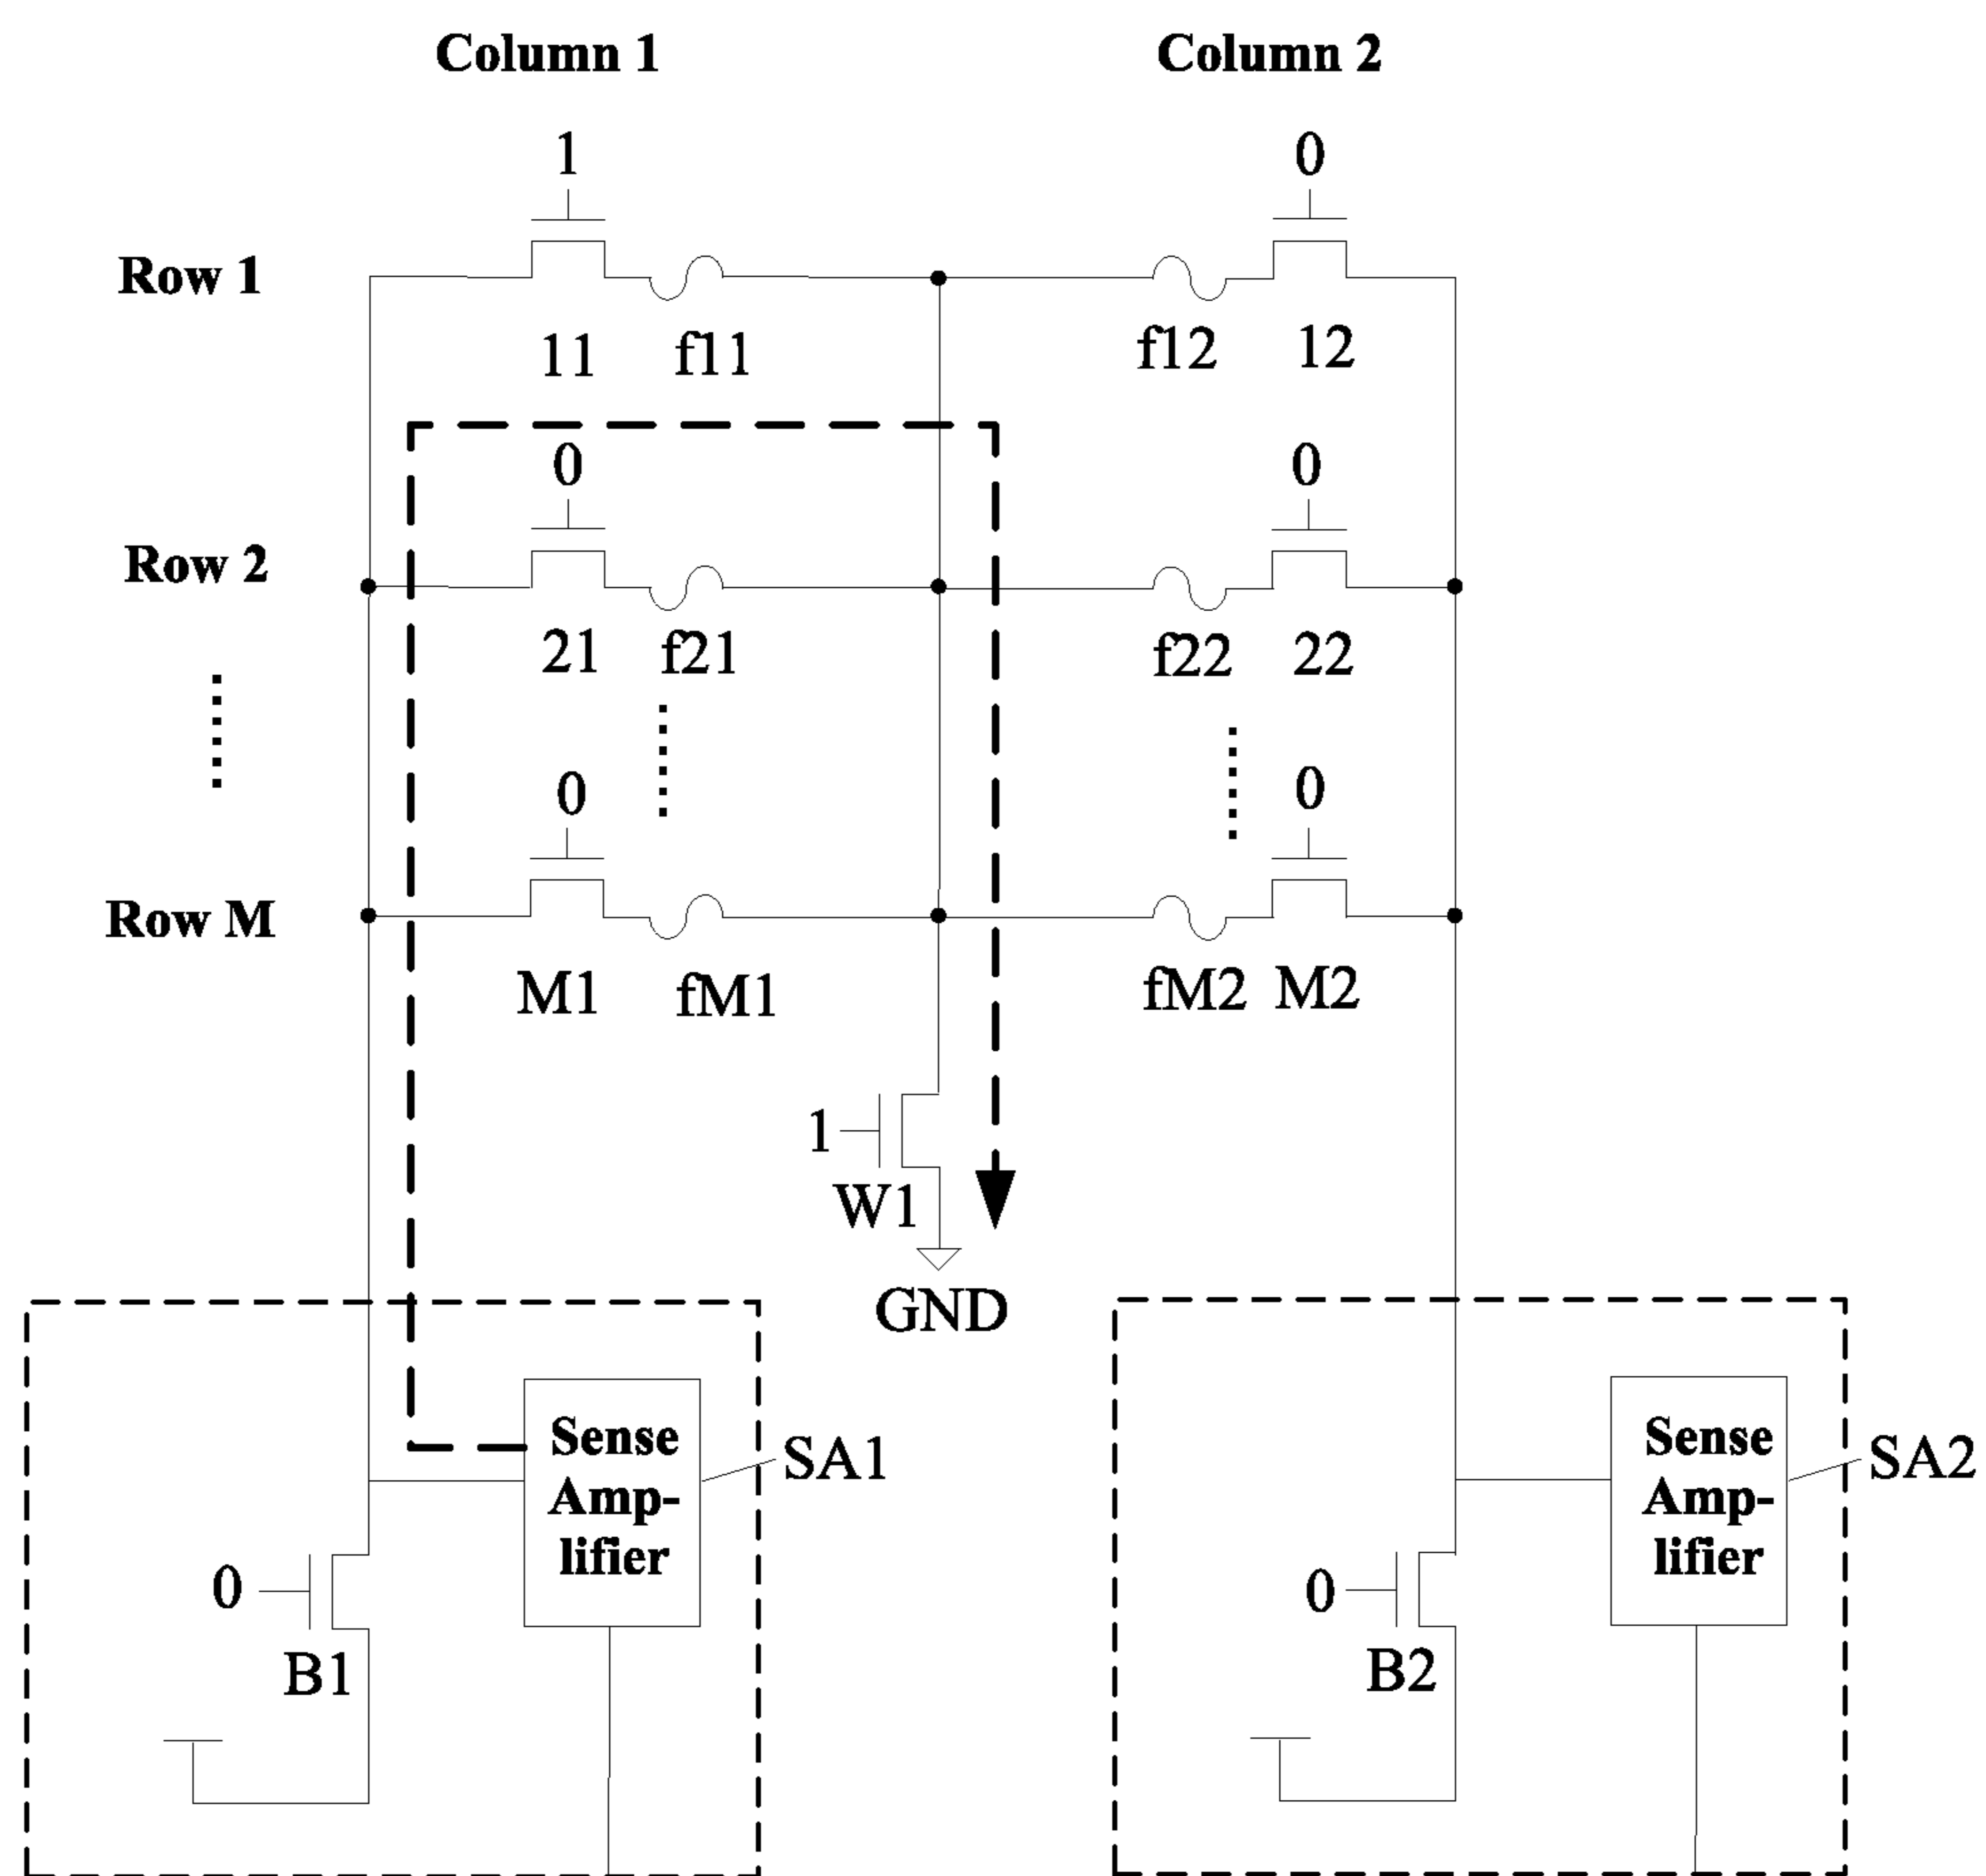 Column 1 Column 2
1 0
Row 1
11 f11 f12 12
0 0
Row 2
21 f21 f22 22
0 0
Row M
M1 fM1 fM2 M2
1
W1
GND
Sense
Amp-
lifier
SA1
Sense
Amp-
lifier
SA2
0
B1
0
B2